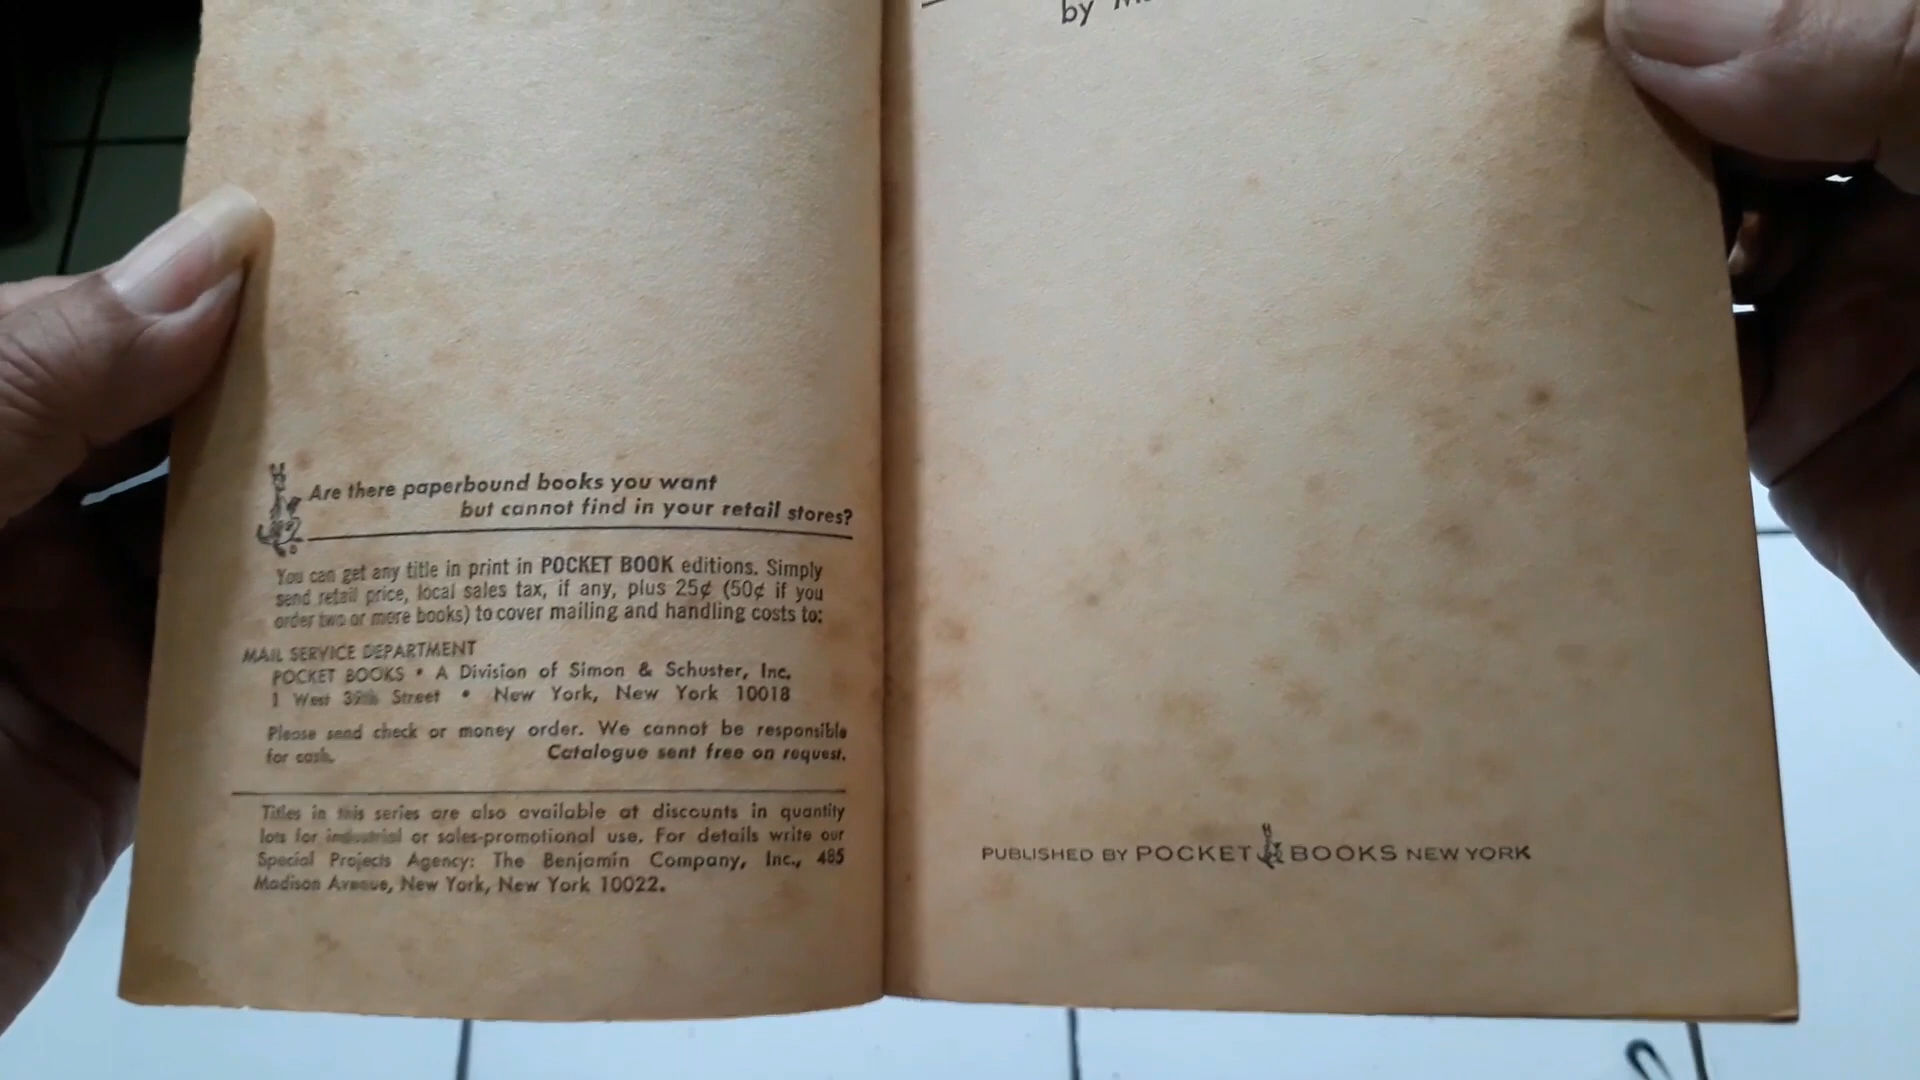 Are there paperbound books you want
but cannot find in your retail stores?
You can get any title in print in POCKET BOOK editions. Simply
send retail price, local sales tax, if any, plus 25¢ (50¢ if you
order two or more books) to cover mailing and handling costs to:
MAIL SERVICE DEPARTMENT
POCKET BOOKS • A Division of Simon & Schuster, Inc.
1 West 39th Street • New York, New York 10018
Please send check or money order. We cannot be responsible
for cash. Catalogue sent free on request.
Titles in this series are also available at discounts in quantity
lots for industrial or sales-promotional use. For details write our
Special Projects Agency: The Benjamin Company, Inc., 485
Madison Avenue, New York, New York 10022.
by
PUBLISHED BY POCKET BOOKS NEW YORK